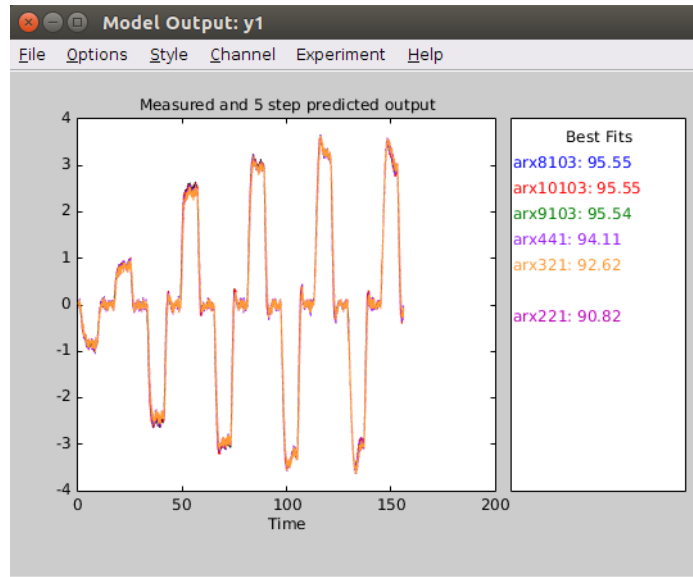 Model Output: y1
File Options Style Channel Experiment Help
Measured and 5 step predicted output
4
3
2
1
0
-1
-2
-3
-4
0 50 100 150 200
Time
Best Fits
arx8103: 95.55
arx10103: 95.55
arx9103: 95.54
arx441: 94.11
arx321: 92.62
arx221: 90.82